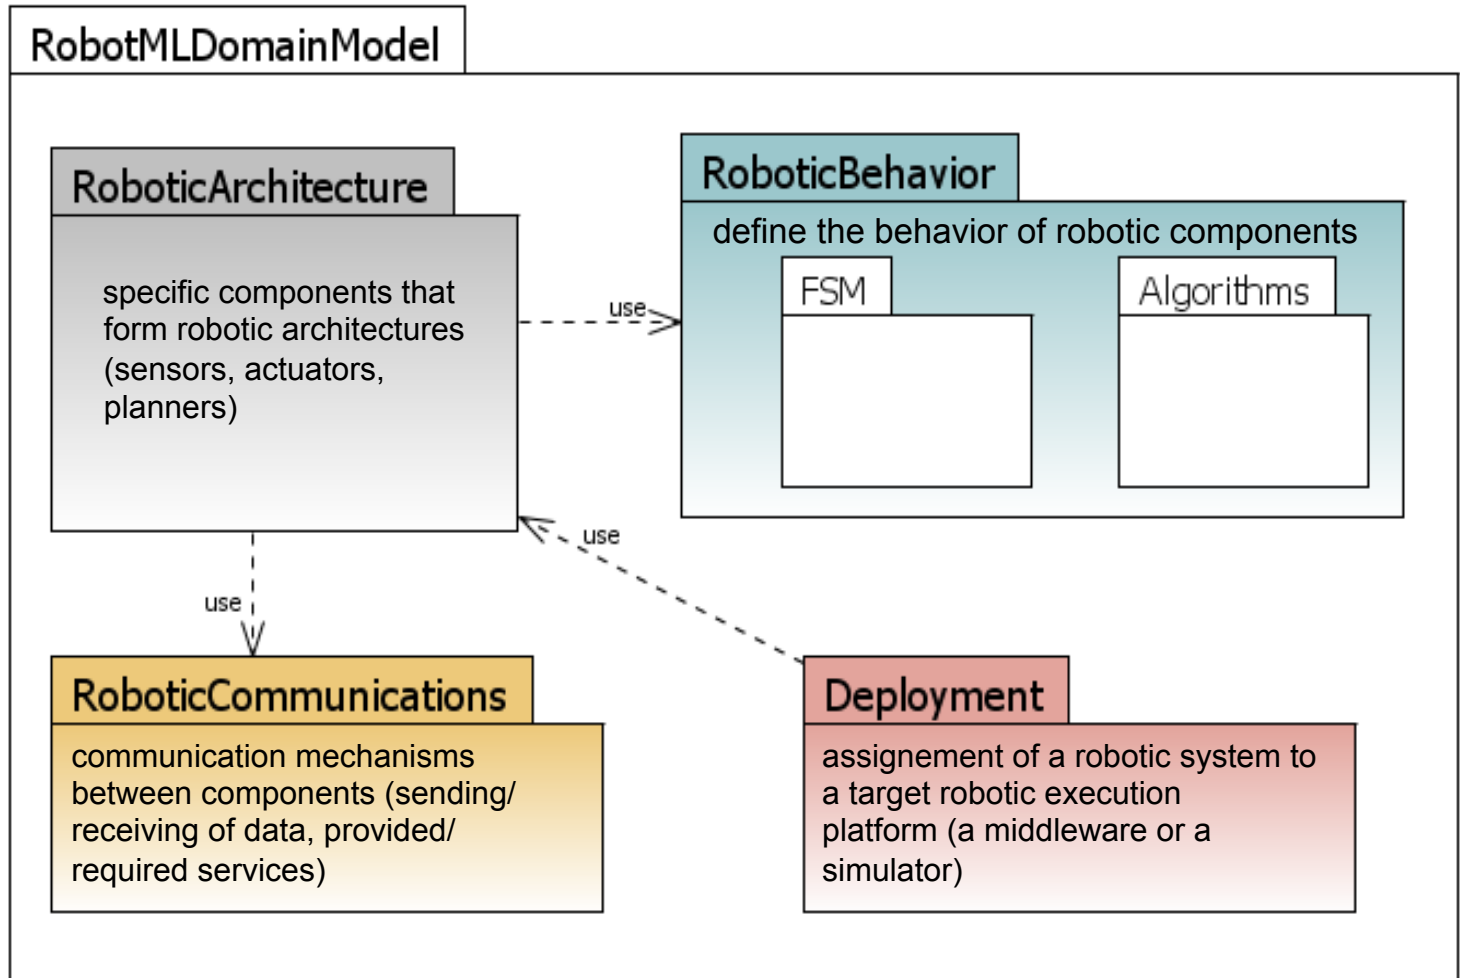 RobotMLDomainModel
RoboticArchitecture
specific components that
form robotic architectures
(sensors, actuators,
planners)
use
RoboticBehavior
define the behavior of robotic components
FSM
Algorithms
use
use
RoboticCommunications
communication mechanisms
between components (sending/
receiving of data, provided/
required services)
Deployment
assignement of a robotic system to
a target robotic execution
platform (a middleware or a
simulator)